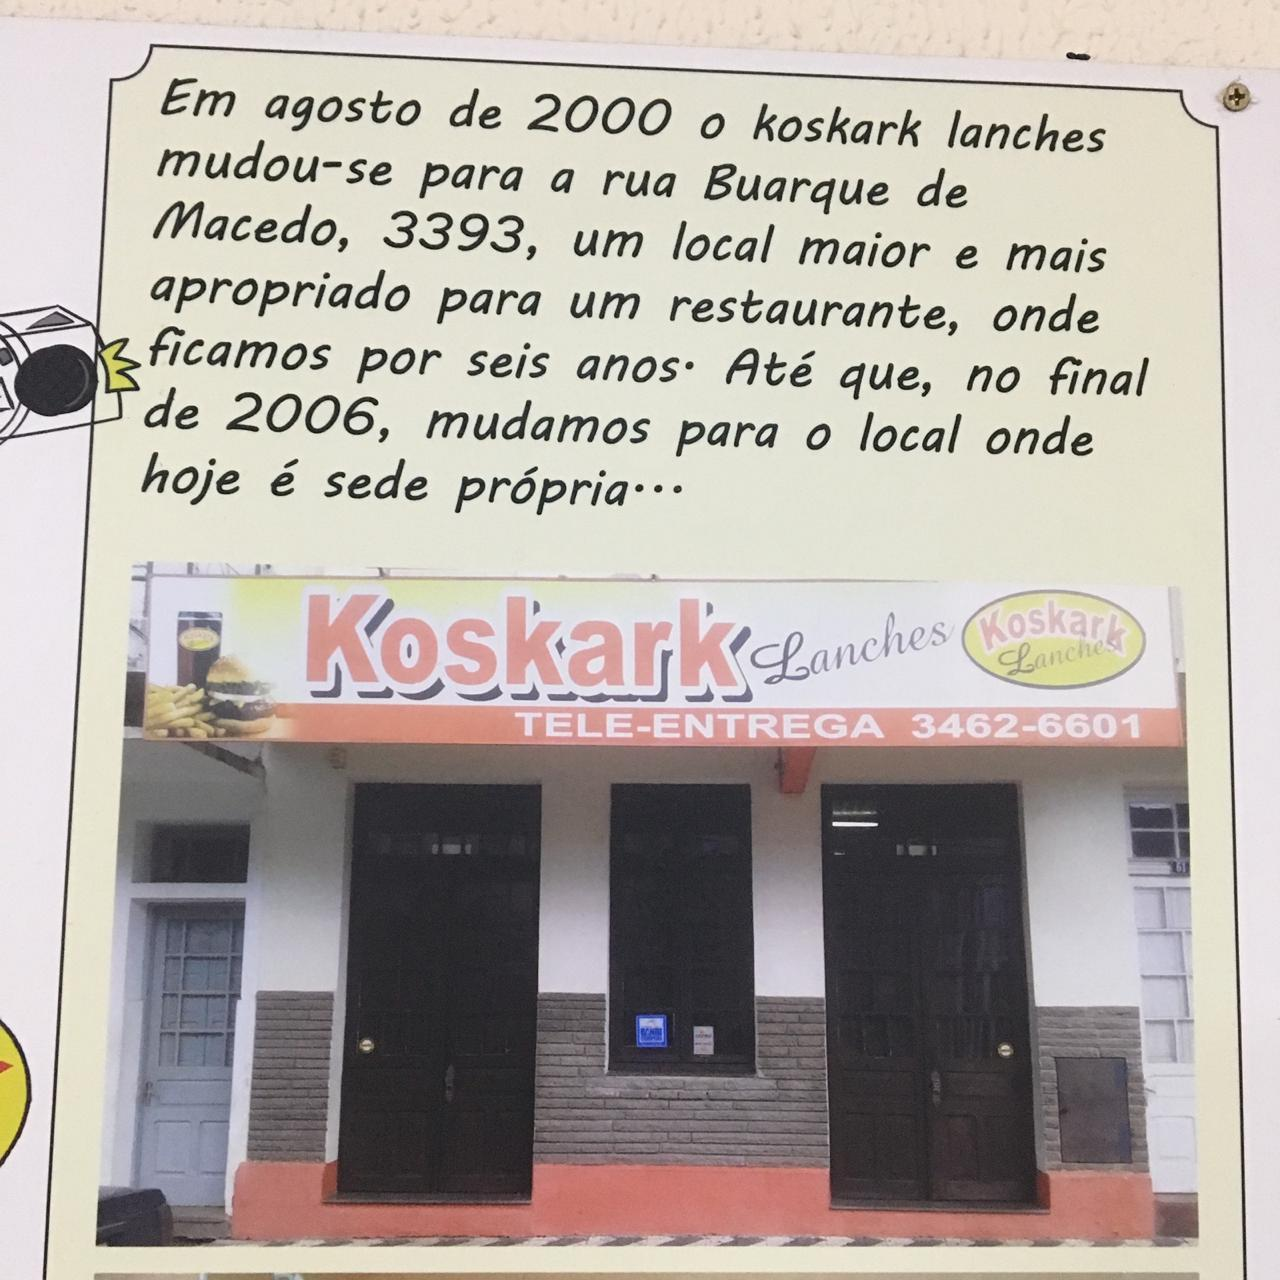 Em agosto de 2000 o koskark lanches
mudou-se para a rua Buarque de
Macedo, 3393, um local maior e mais
apropriado para um restaurante, onde
ficamos por seis anos. Até que, no final
de 2006, mudamos para o local onde
hoje é sede própria...
Koskark Lanches
Koskark
Lanches
TELE-ENTREGA 3462-6601